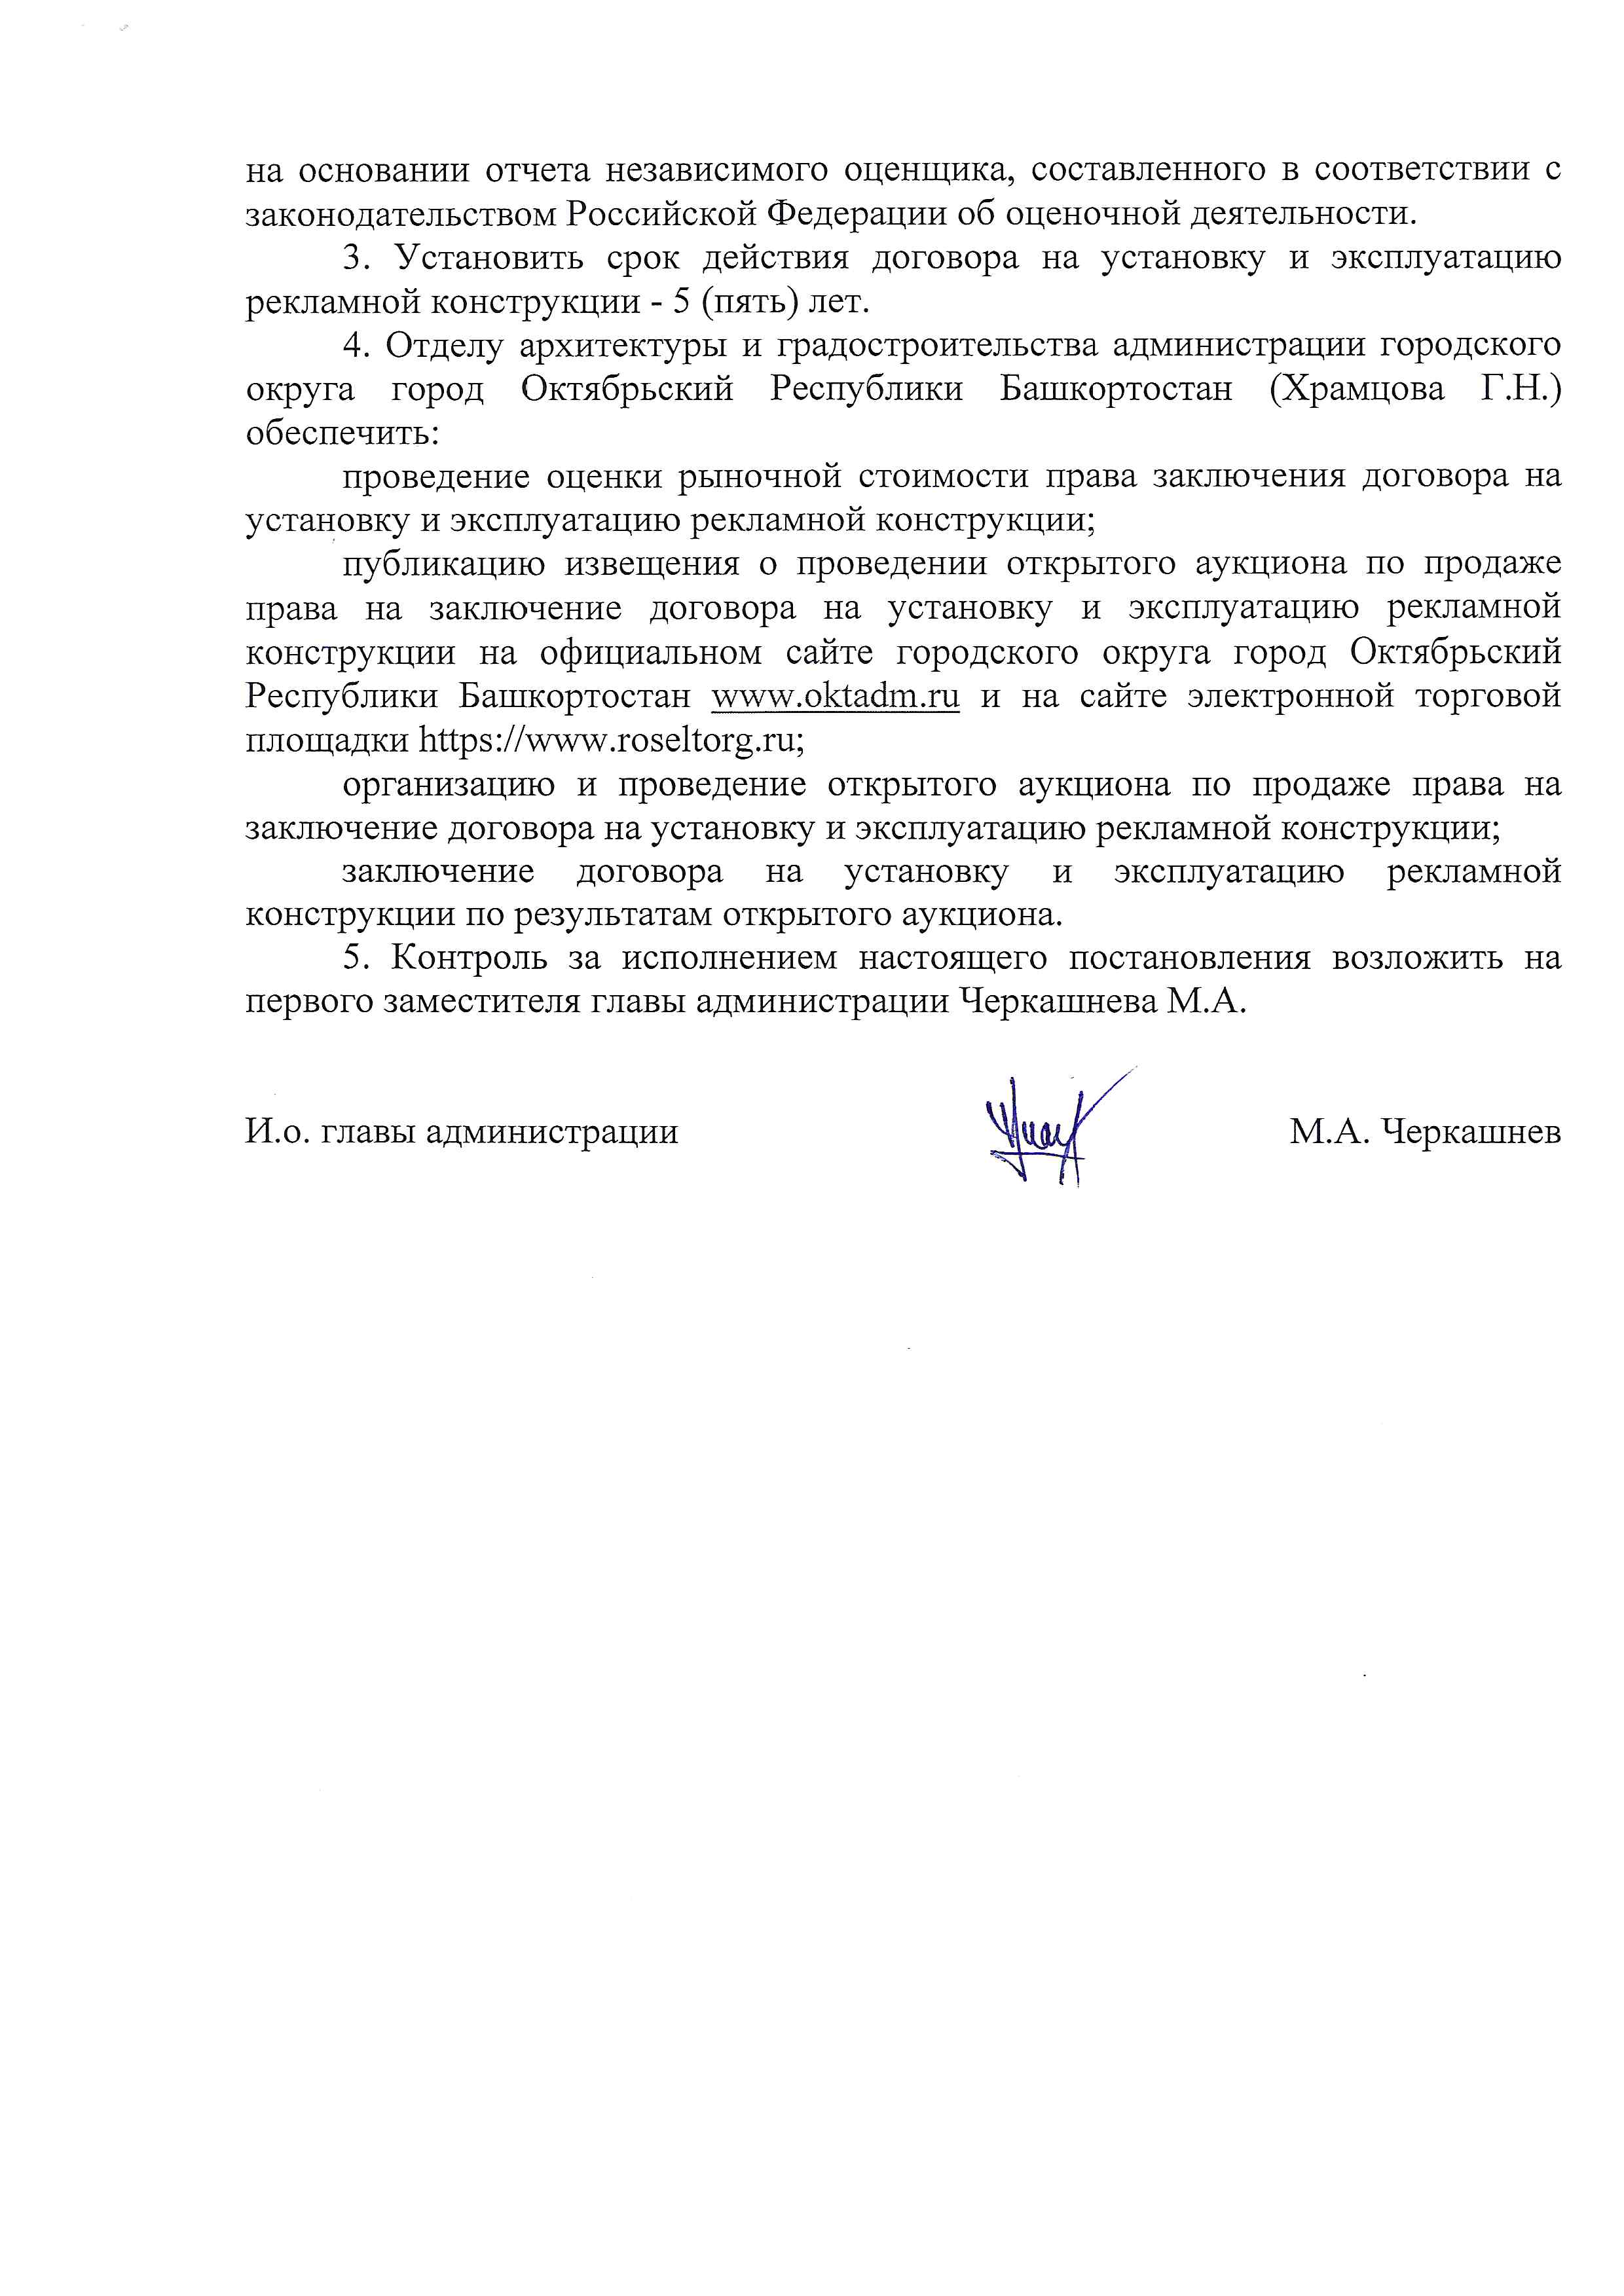 на основании отчета независимого оценщика, составленного в соответствии с
законодательством Российской Федерации об оценочной деятельности.
3. Установить срок действия договора на установку и эксплуатацию
рекламной конструкции - 5 (пять) лет.
4. Отделу архитектуры и градостроительства администрации городского
округа город Октябрьский Республики Башкортостан (Храмцова Г.Н.)
обеспечить:
проведение оценки рыночной стоимости права заключения договора на
установку и эксплуатацию рекламной конструкции;
публикацию извещения о проведении открытого аукциона по продаже
права на заключение договора на установку и эксплуатацию рекламной
конструкции на официальном сайте городского округа город Октябрьский
Республики Башкортостан www.oktadm.ru и на сайте электронной торговой
площадки https://www.roseltorg.ru;
организацию и проведение открытого аукциона по продаже права на
заключение договора на установку и эксплуатацию рекламной конструкции;
заключение договора на установку и эксплуатацию рекламной
конструкции по результатам открытого аукциона.
5. Контроль за исполнением настоящего постановления возложить на
первого заместителя главы администрации Черкашнева М.А.
И.о. главы администрации М.А. Черкашнев